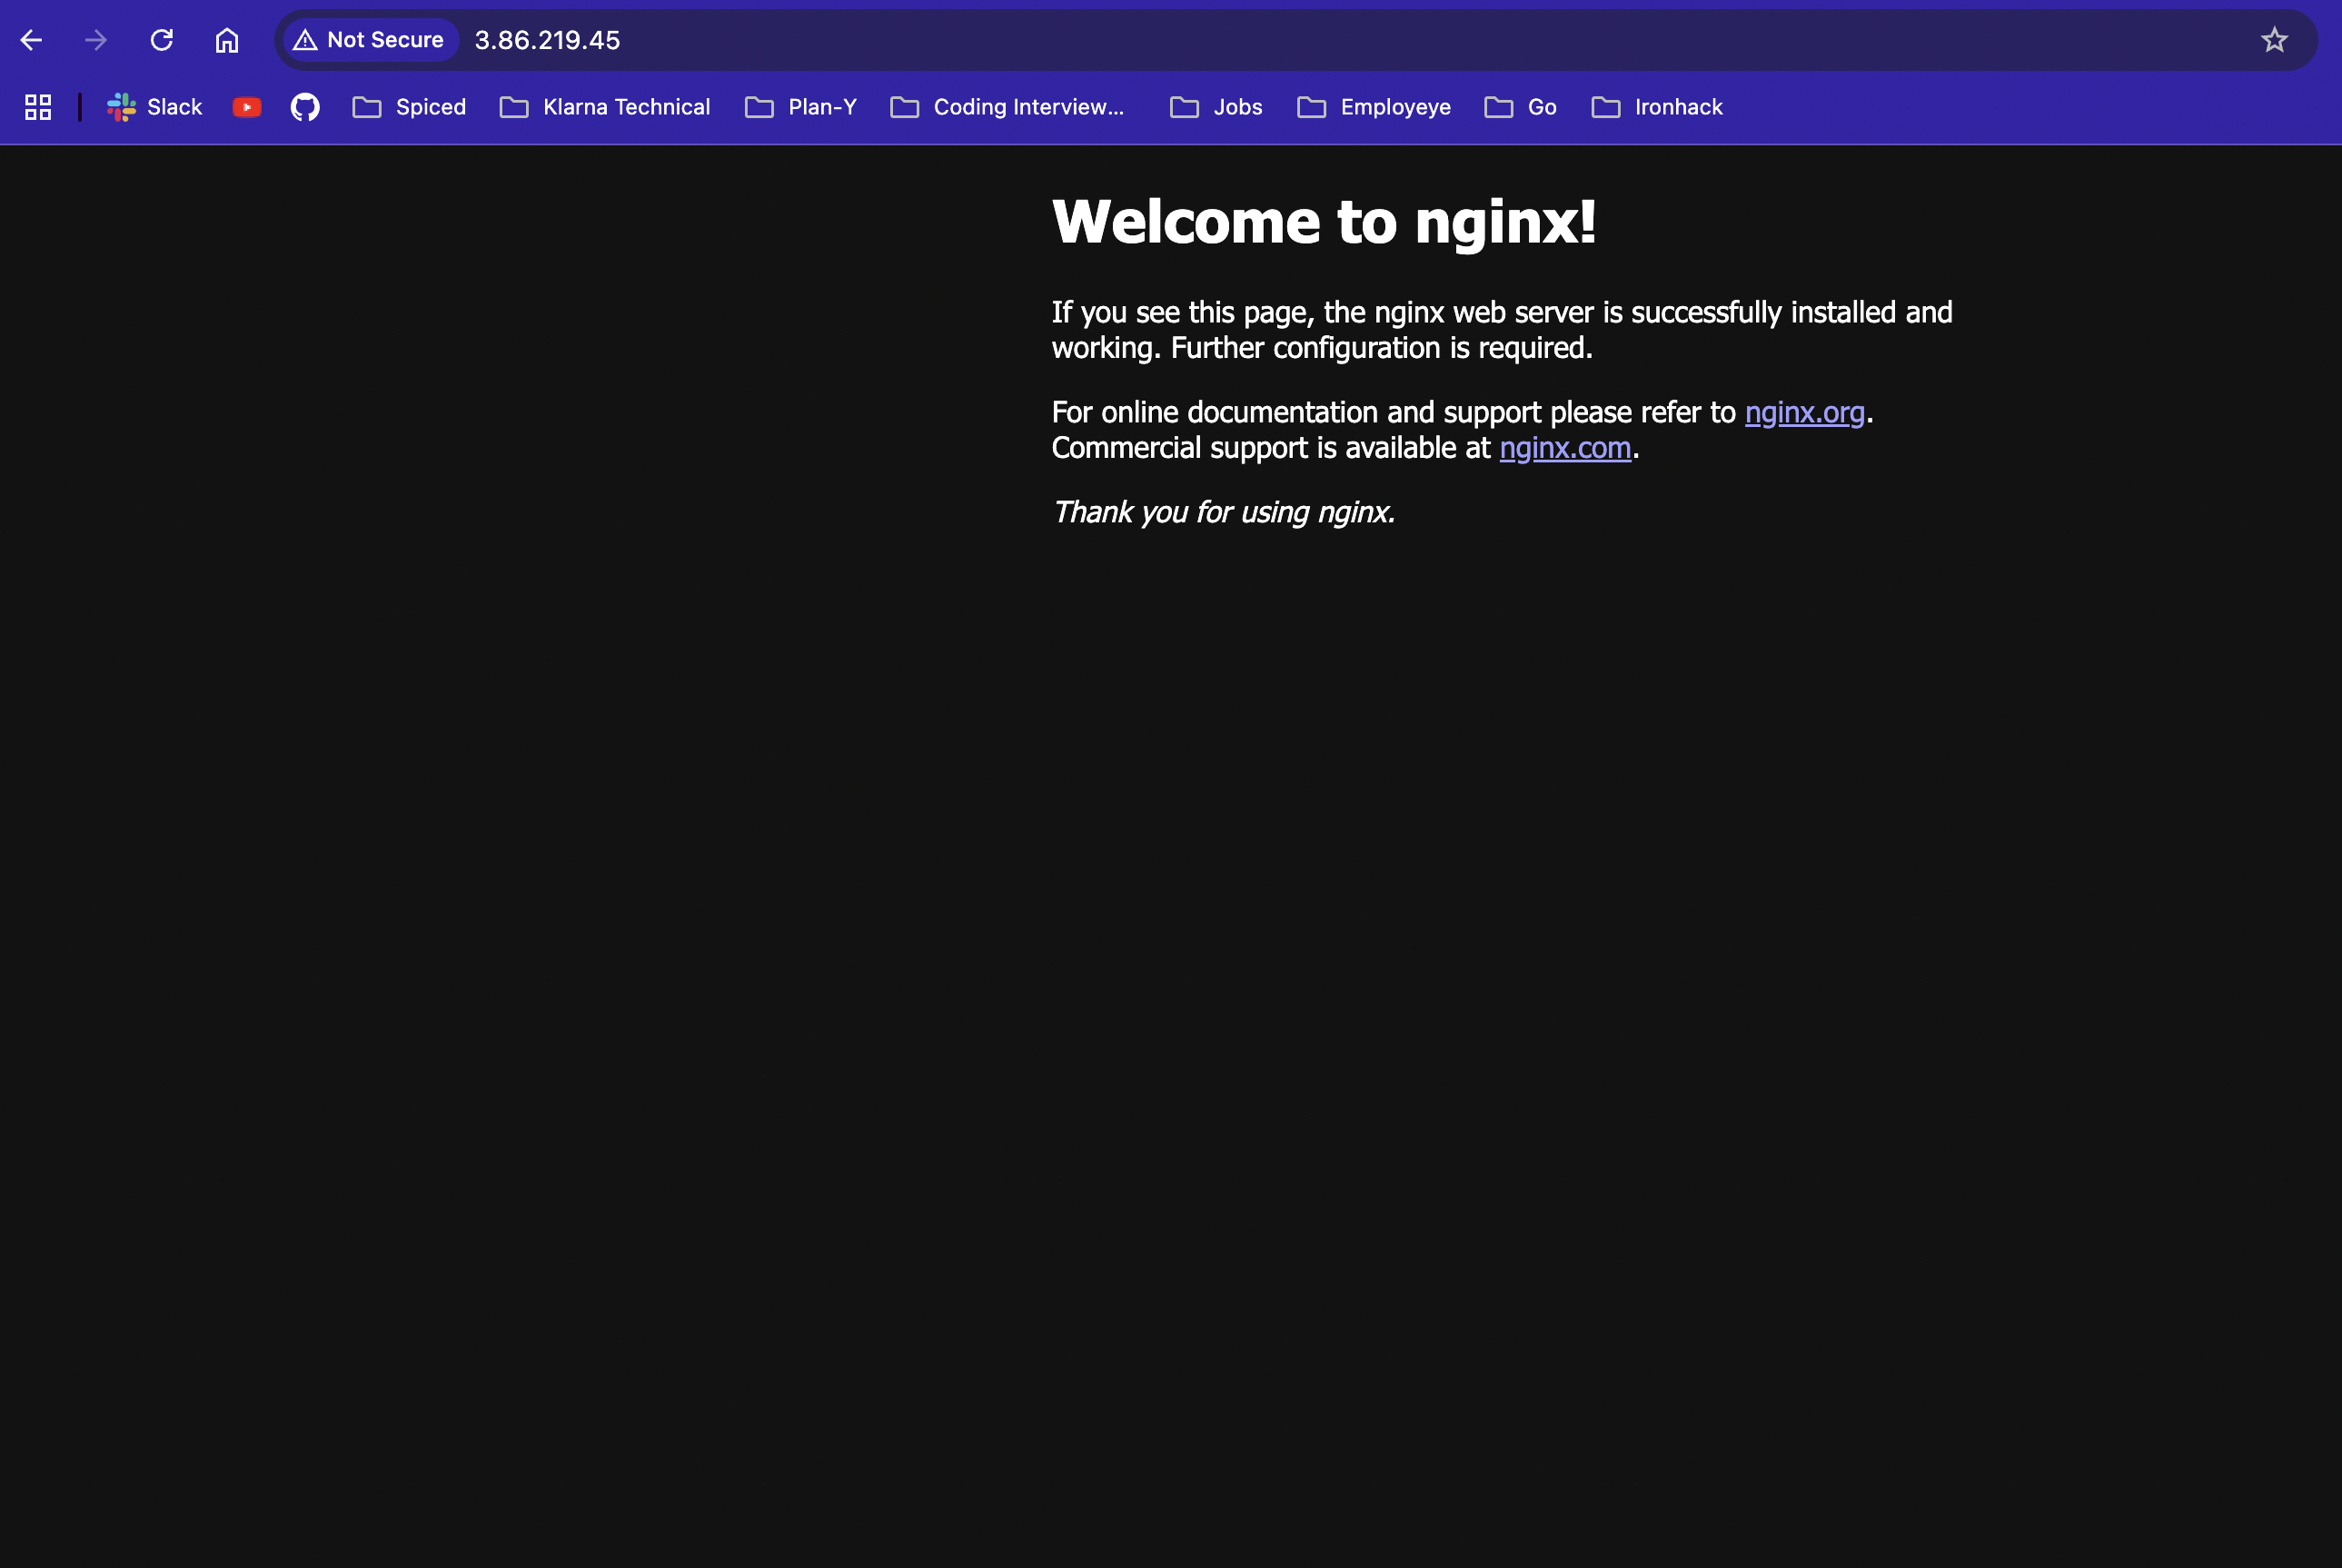 Not Secure 3.86.219.45
Slack Spiced Klarna Technical Plan-Y Coding Interview... Jobs Employeye Go Ironhack
Welcome to nginx!
If you see this page, the nginx web server is successfully installed and
working. Further configuration is required.
For online documentation and support please refer to nginx.org.
Commercial support is available at nginx.com.
Thank you for using nginx.